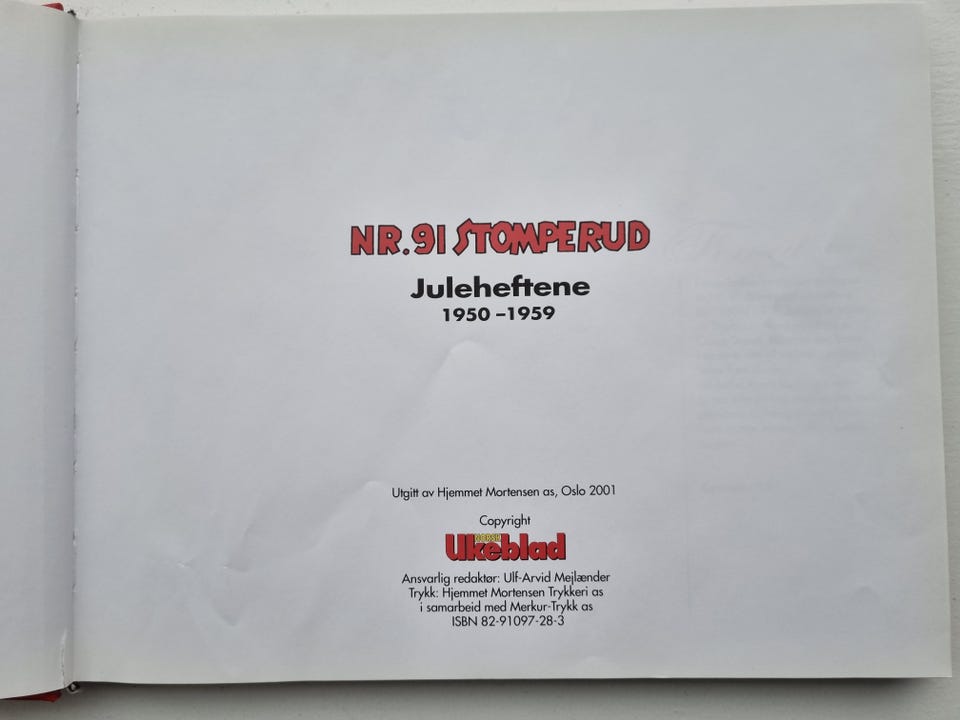 NR. 91 STOMPERUD
Juleheftene
1950 –1959
Utgitt av Hjemmet Mortensen as, Oslo 2001
Copyright
NORSK
Ukeblad
Ansvarlig redaktør: Ulf-Arvid Mejlænder
Trykk: Hjemmet Mortensen Trykkeri as
i samarbeid med Merkur-Trykk as
ISBN 82-91097-28-3